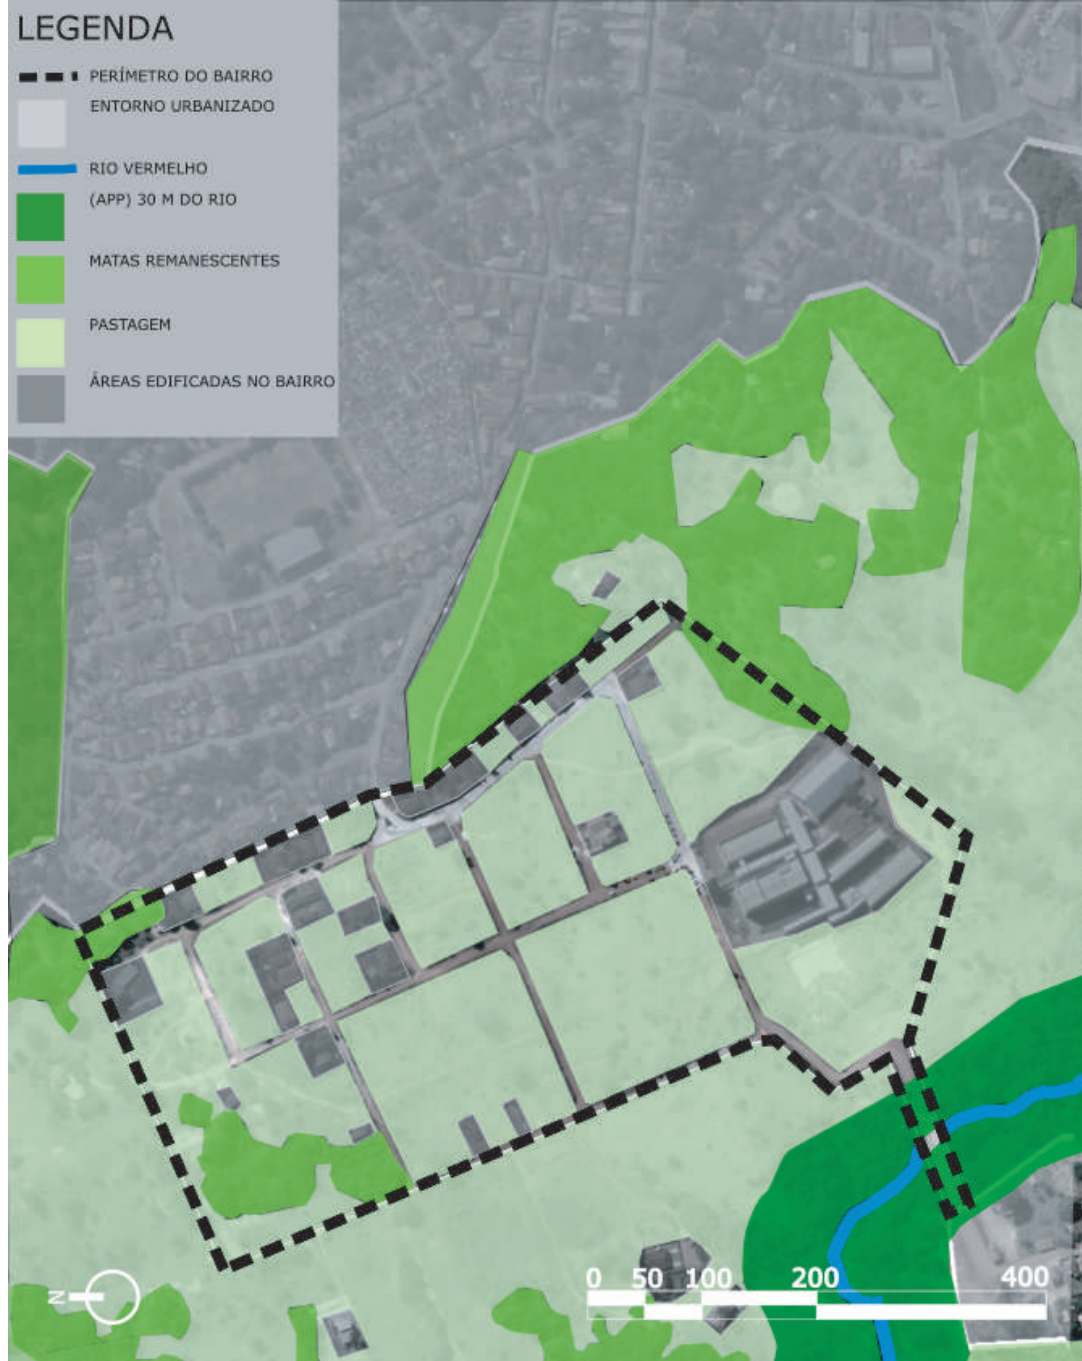 LEGENDA
PERÍMETRO DO BAIRRO
ENTORNO URBANIZADO
RIO VERMELHO
(APP) 30 M DO RIO
MATAS REMANESCENTES
PASTAGEM
ÁREAS EDIFICADAS NO BAIRRO
N
0 50 100 200 400